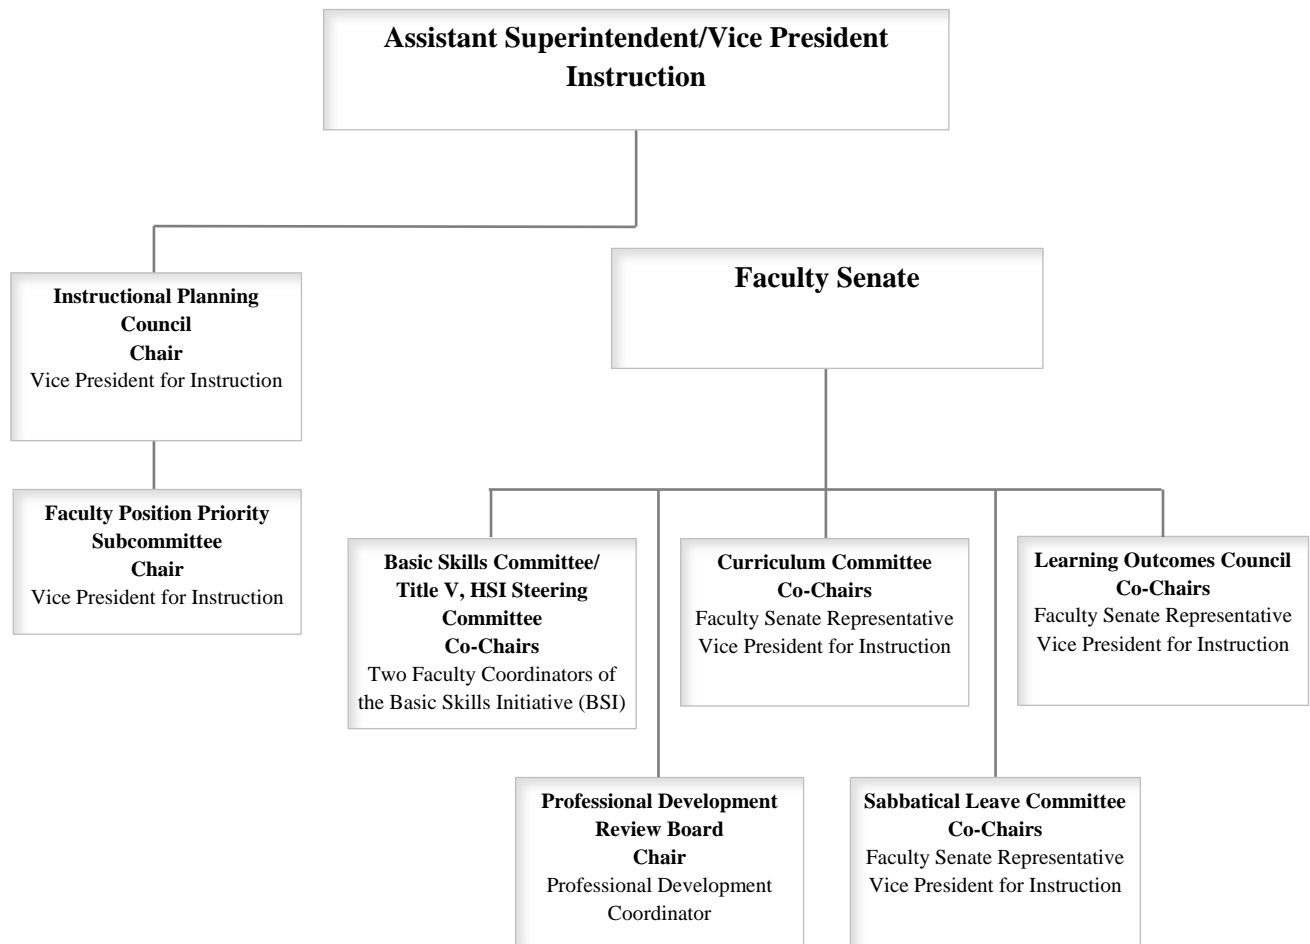 Assistant Superintendent/Vice President
Instruction
Faculty Senate
Instructional Planning
Council
Chair
Vice President for Instruction
Faculty Position Priority
Subcommittee
Chair
Vice President for Instruction
Basic Skills Committee/
Title V, HSI Steering
Committee
Co-Chairs
Two Faculty Coordinators of
the Basic Skills Initiative (BSI)
Curriculum Committee
Co-Chairs
Faculty Senate Representative
Vice President for Instruction
Learning Outcomes Council
Co-Chairs
Faculty Senate Representative
Vice President for Instruction
Professional Development
Review Board
Chair
Professional Development
Coordinator
Sabbatical Leave Committee
Co-Chairs
Faculty Senate Representative
Vice President for Instruction